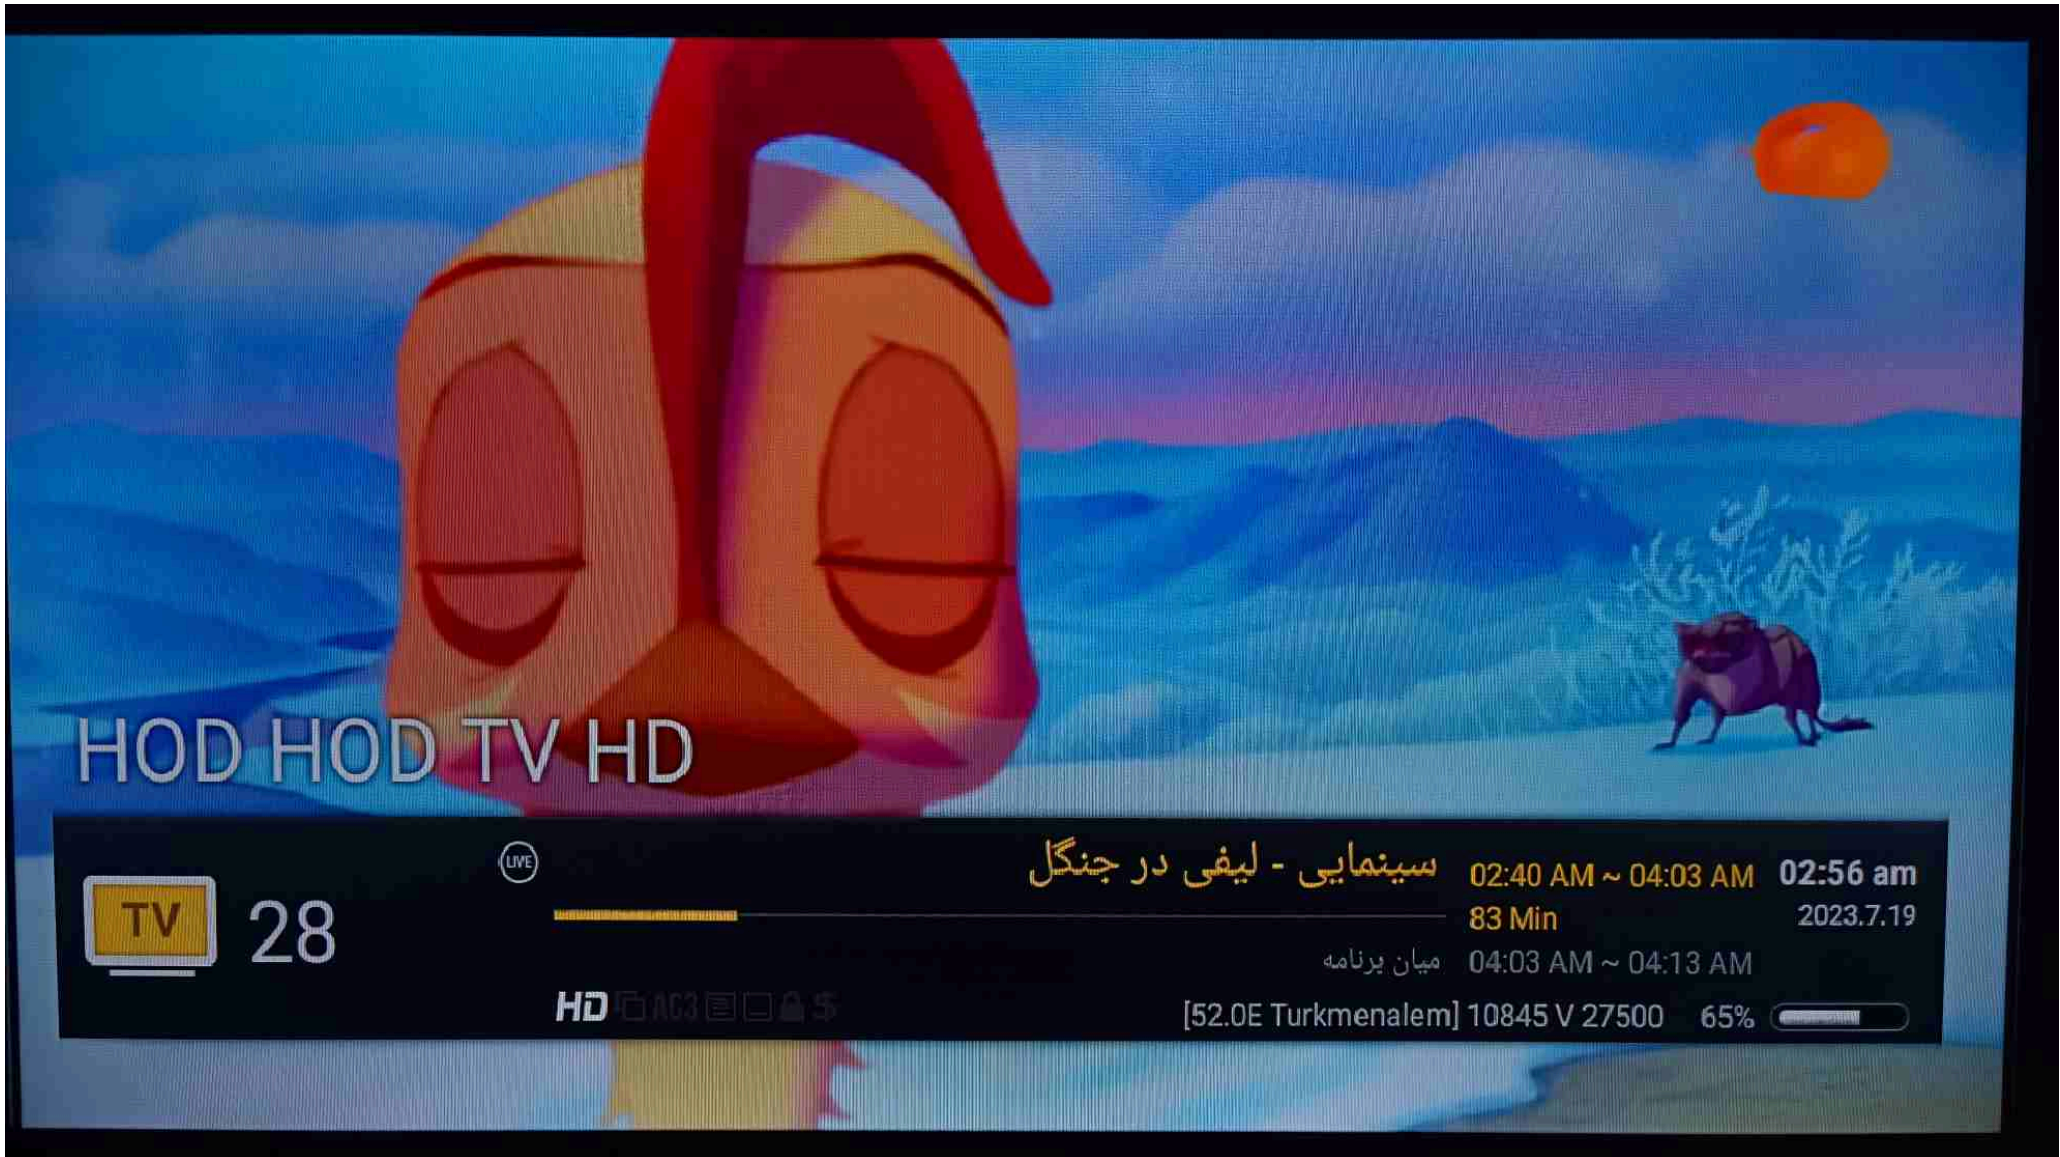 HOD HOD TV HD
LIVE
سینمایی - لیفی در جنگل
02:40 AM ~ 04:03 AM
02:56 am
TV
28
83 Min
2023.7.19
میان برنامه
04:03 AM ~ 04:13 AM
HD AC3 $
[52.0E Turkmenalem] 10845 V 27500 65%